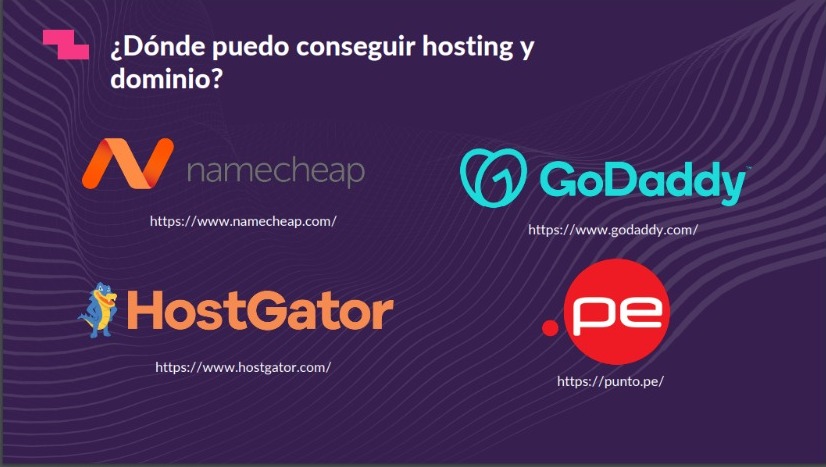 ¿Dónde puedo conseguir hosting y
dominio?
namecheap
https://www.namecheap.com/
GoDaddy™
https://www.godaddy.com/
HostGator
https://www.hostgator.com/
.pe
https://punto.pe/